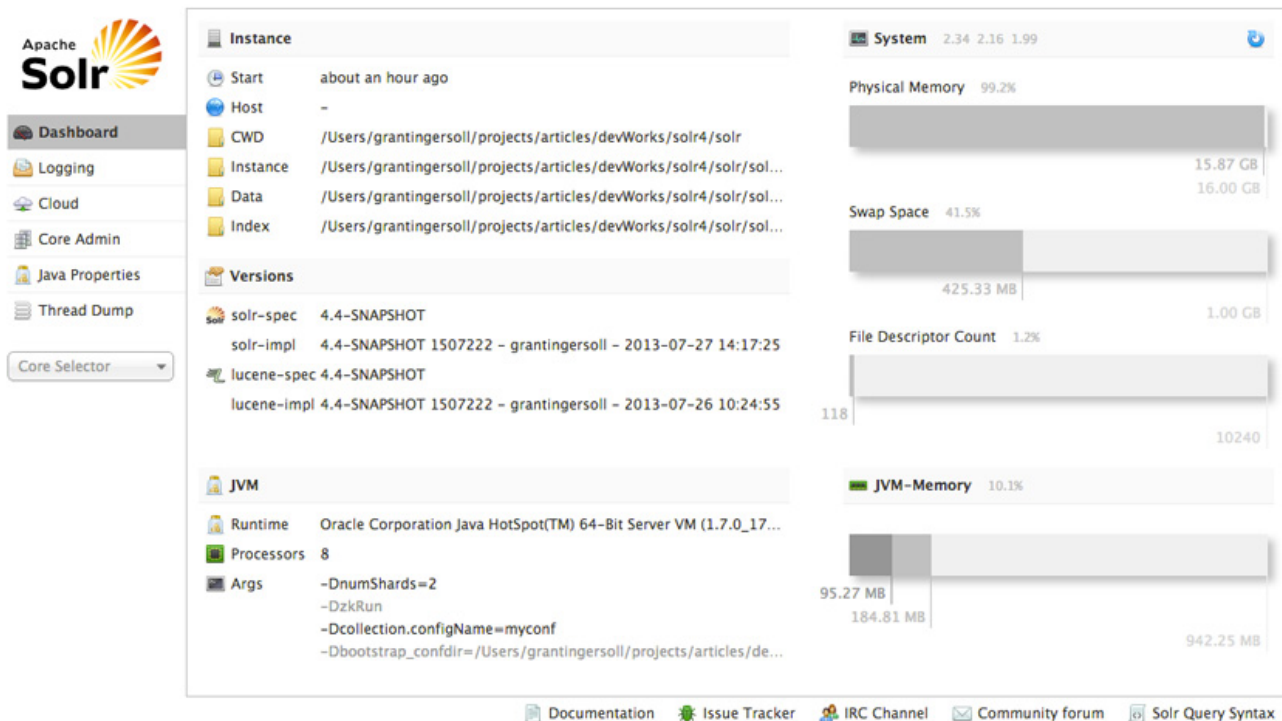 Apache
Solr
Dashboard
Logging
Cloud
Core Admin
Java Properties
Thread Dump
Core Selector
Instance
Start about an hour ago
Host -
CWD /Users/grantingersoll/projects/articles/devWorks/solr4/solr
Instance /Users/grantingersoll/projects/articles/devWorks/solr4/solr/sol...
Data /Users/grantingersoll/projects/articles/devWorks/solr4/solr/sol...
Index /Users/grantingersoll/projects/articles/devWorks/solr4/solr/sol...
Versions
solr-spec 4.4-SNAPSHOT
solr-impl 4.4-SNAPSHOT 1507222 - grantingersoll - 2013-07-27 14:17:25
lucene-spec 4.4-SNAPSHOT
lucene-impl 4.4-SNAPSHOT 1507222 - grantingersoll - 2013-07-26 10:24:55
JVM
Runtime Oracle Corporation Java HotSpot(TM) 64-Bit Server VM (1.7.0_17...
Processors 8
Args -DnumShards=2
-DzkRun
-Dcollection.configName=myconf
-Dbootstrap_confdir=/Users/grantingersoll/projects/articles/de...
System 2.34 2.16 1.99
Physical Memory 99.2%
15.87 GB
16.00 GB
Swap Space 41.5%
425.33 MB
1.00 GB
File Descriptor Count 1.2%
118
10240
JVM-Memory 10.1%
95.27 MB
184.81 MB
942.25 MB
Documentation Issue Tracker IRC Channel Community forum Solr Query Syntax